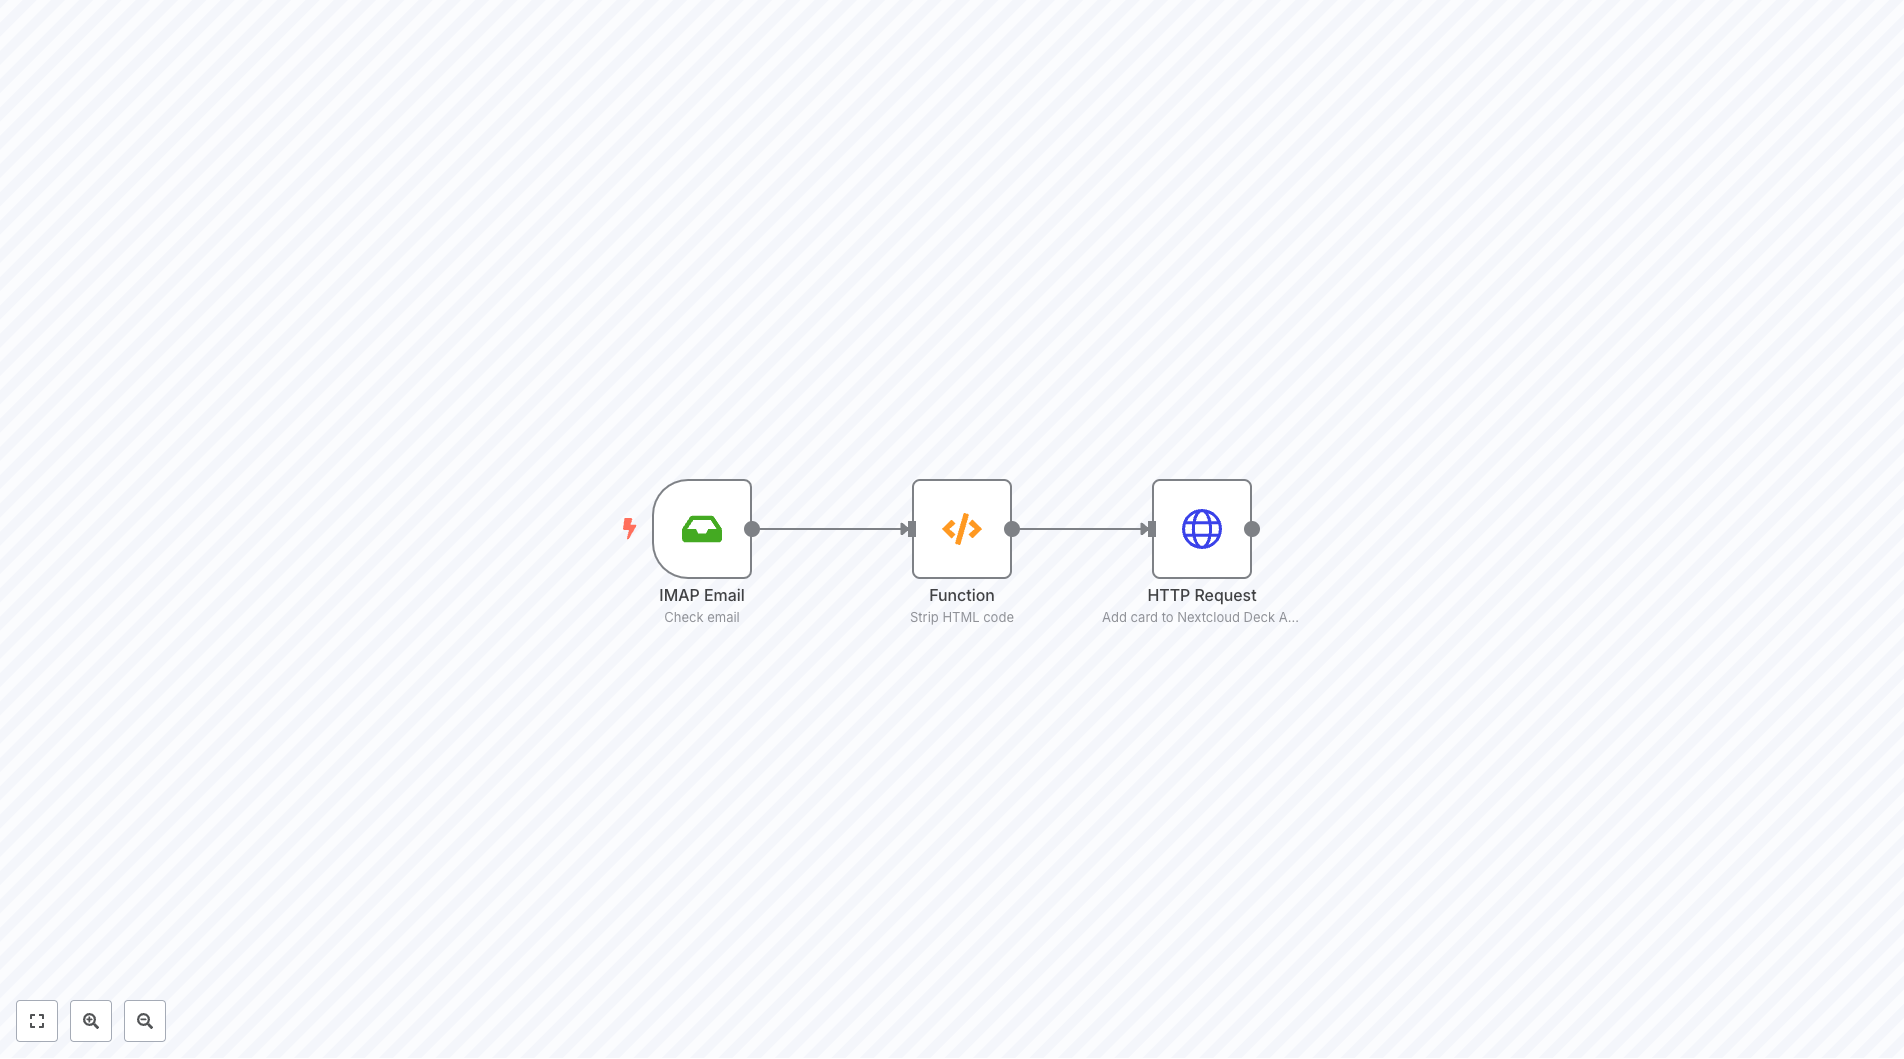 IMAP Email
Check email
Function
Strip HTML code
HTTP Request
Add card to Nextcloud Deck A...